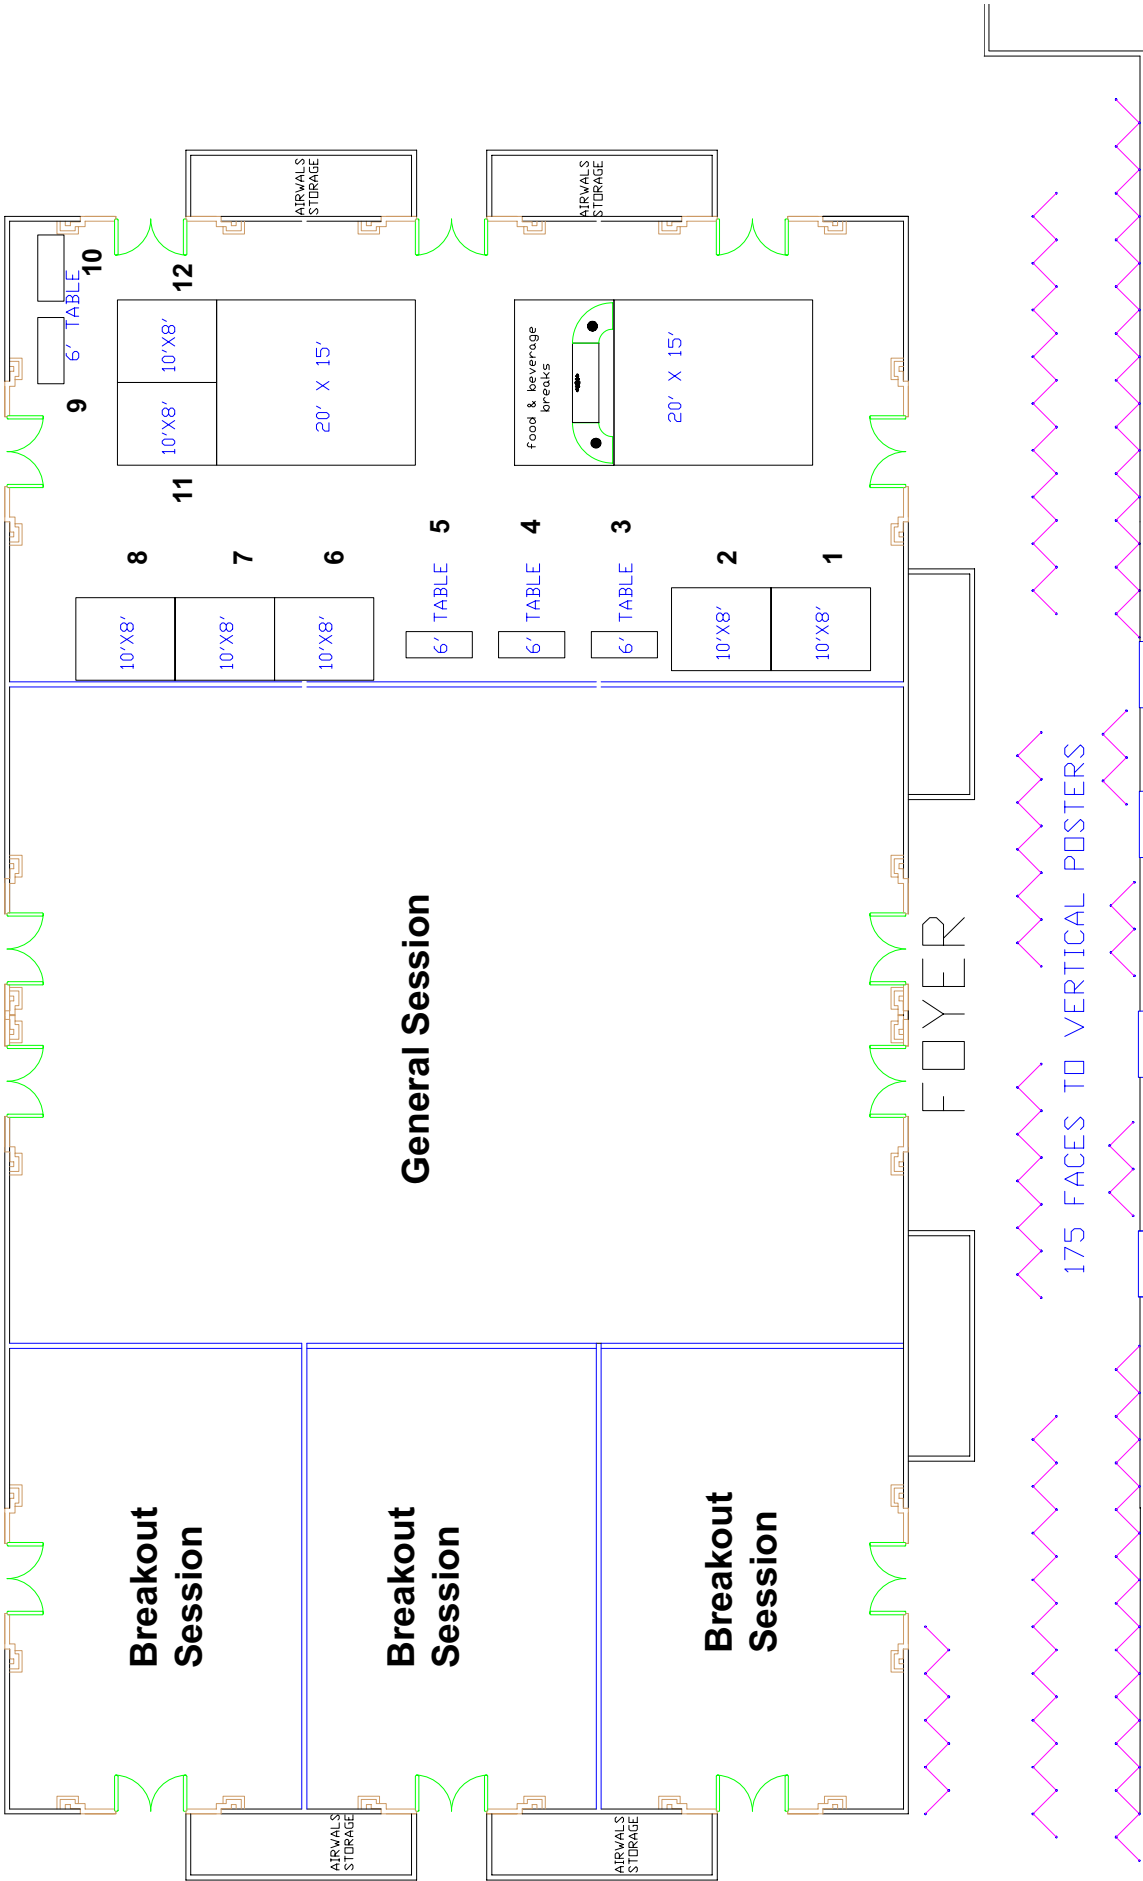 AIRWALS
STORAGE
AIRWALS
STORAGE
10
6' TABLE
9
12
10'X8'
10'X8'
11
20' X 15'
food & beverage
breaks
20' X 15'
8
10'X8'
7
10'X8'
6
10'X8'
5
6' TABLE
4
6' TABLE
3
6' TABLE
2
10'X8'
1
10'X8'
General Session
FOYER
175 FACES TO VERTICAL POSTERS
Breakout
Session
Breakout
Session
Breakout
Session
AIRWALS
STORAGE
AIRWALS
STORAGE